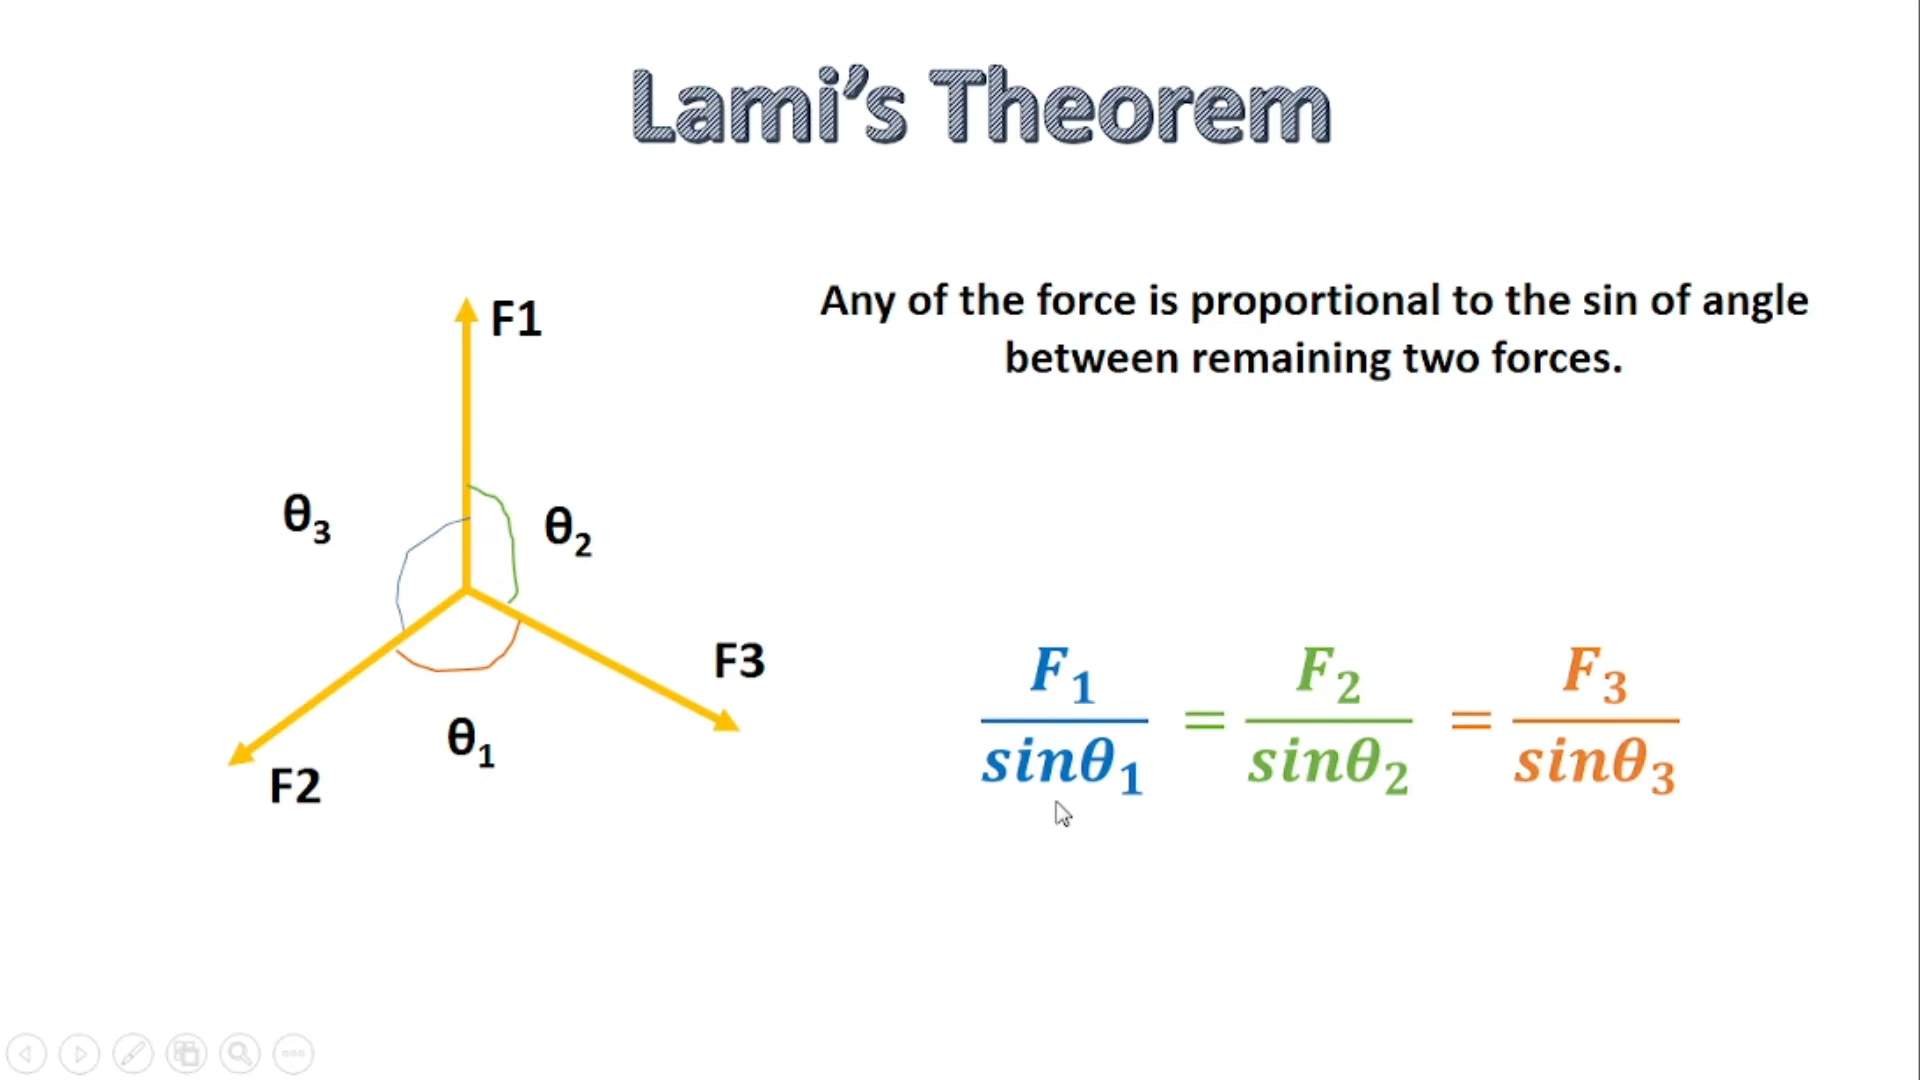 Lami's Theorem
Any of the force is proportional to the sin of angle
between remaining two forces.
F1
θ₃
θ₂
F3
θ₁
F2
F₁/sinθ₁ = F₂/sinθ₂ = F₃/sinθ₃